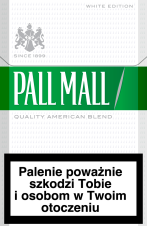 WHITE EDITION
SINCE 1899
PALL MALL
QUALITY AMERICAN BLEND
Palenie poważnie
szkodzi Tobie
i osobom w Twoim
otoczeniu